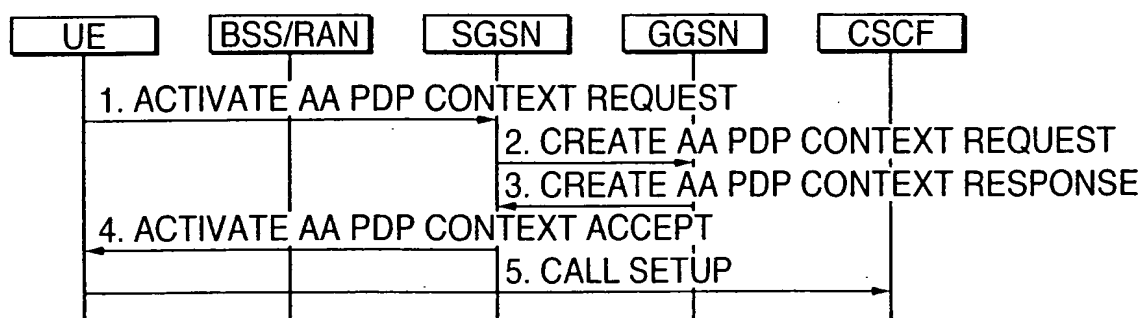 UE BSS/RAN SGSN GGSN CSCF
1. ACTIVATE AA PDP CONTEXT REQUEST
2. CREATE AA PDP CONTEXT REQUEST
3. CREATE AA PDP CONTEXT RESPONSE
4. ACTIVATE AA PDP CONTEXT ACCEPT
5. CALL SETUP